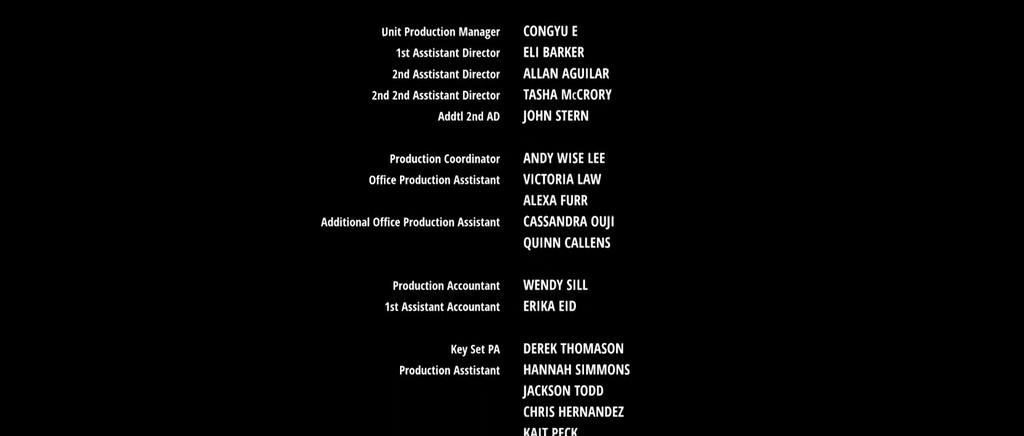 Unit Production Manager CONGYU E
1st Asstistant Director ELI BARKER
2nd Asstistant Director ALLAN AGUILAR
2nd 2nd Asstistant Director TASHA McCRORY
Addtl 2nd AD JOHN STERN
Production Coordinator ANDY WISE LEE
Office Production Asstistant VICTORIA LAW
ALEXA FURR
Additional Office Production Assistant CASSANDRA OUJI
QUINN CALLENS
Production Accountant WENDY SILL
1st Assistant Accountant ERIKA EID
Key Set PA DEREK THOMASON
Production Asstistant HANNAH SIMMONS
JACKSON TODD
CHRIS HERNANDEZ
KAIT PECK